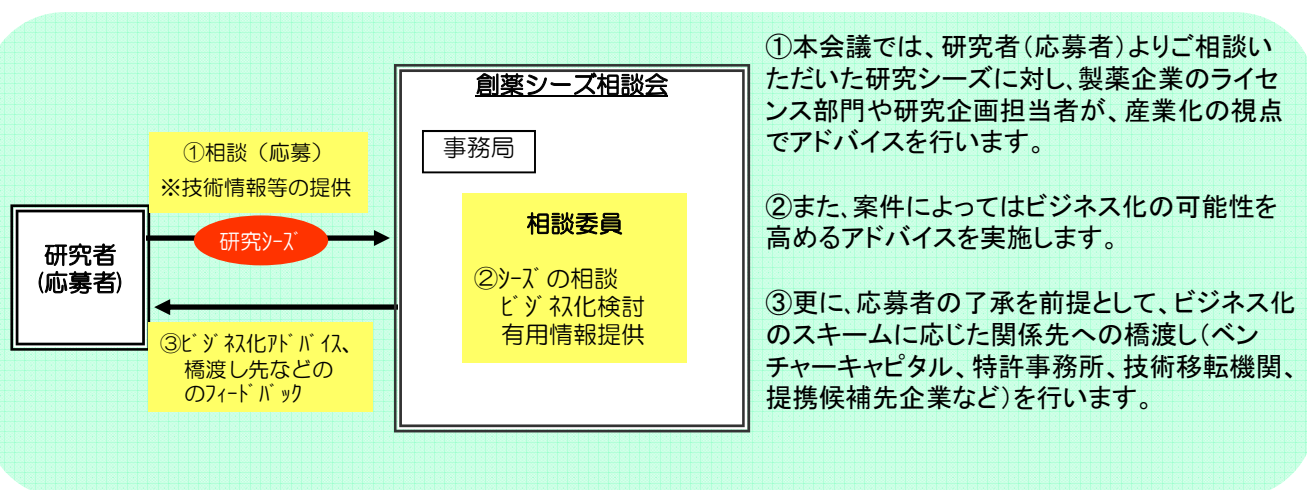 ①相談（応募）
※技術情報等の提供
研究者
(応募者)
研究ｼｰｽﾞ
③ﾋﾞｼﾞﾈｽ化ｱﾄﾞﾊﾞｲｽ、
橋渡し先などの
のﾌｨｰﾄﾞﾊﾞｯｸ
創薬シーズ相談会
事務局
相談委員
②ｼｰｽﾞの相談
ﾋﾞｼﾞﾈｽ化検討
有用情報提供
①本会議では、研究者（応募者）よりご相談い
ただいた研究シーズに対し、製薬企業のライセ
ンス部門や研究企画担当者が、産業化の視点
でアドバイスを行います。
②また、案件によってはビジネス化の可能性を
高めるアドバイスを実施します。
③更に、応募者の了承を前提として、ビジネス化
のスキームに応じた関係先への橋渡し（ベン
チャーキャピタル、特許事務所、技術移転機関、
提携候補先企業など）を行います。